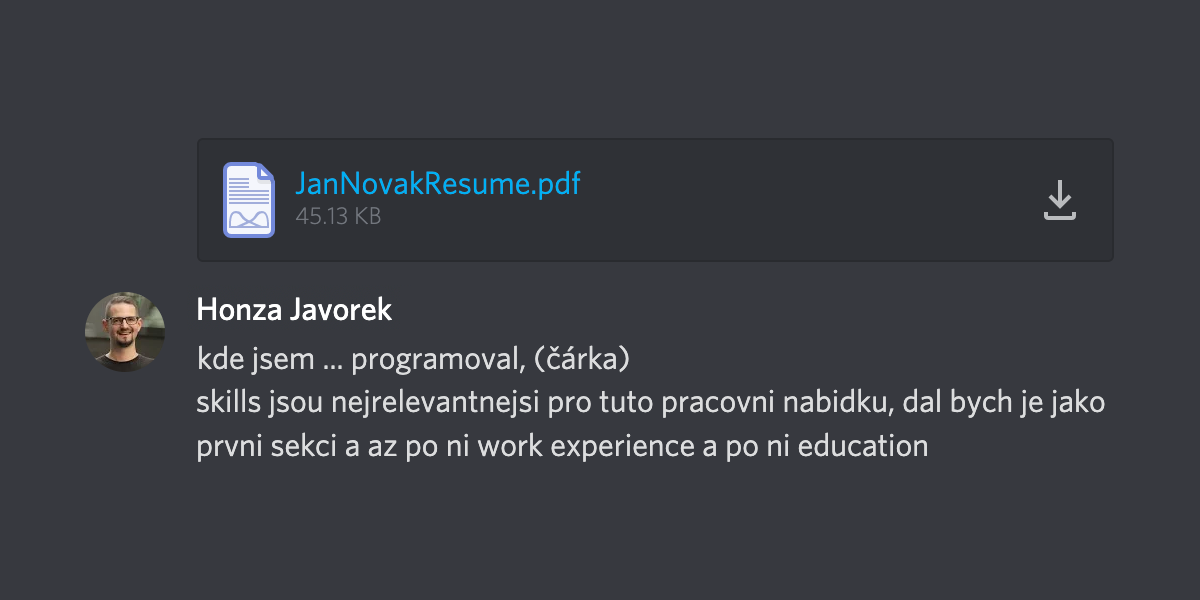 JanNovakResume.pdf
45.13 KB
Honza Javorek
kde jsem ... programoval, (čárka)
skills jsou nejrelevantnejsi pro tuto pracovni nabidku, dal bych je jako
prvni sekci a az po ni work experience a po ni education